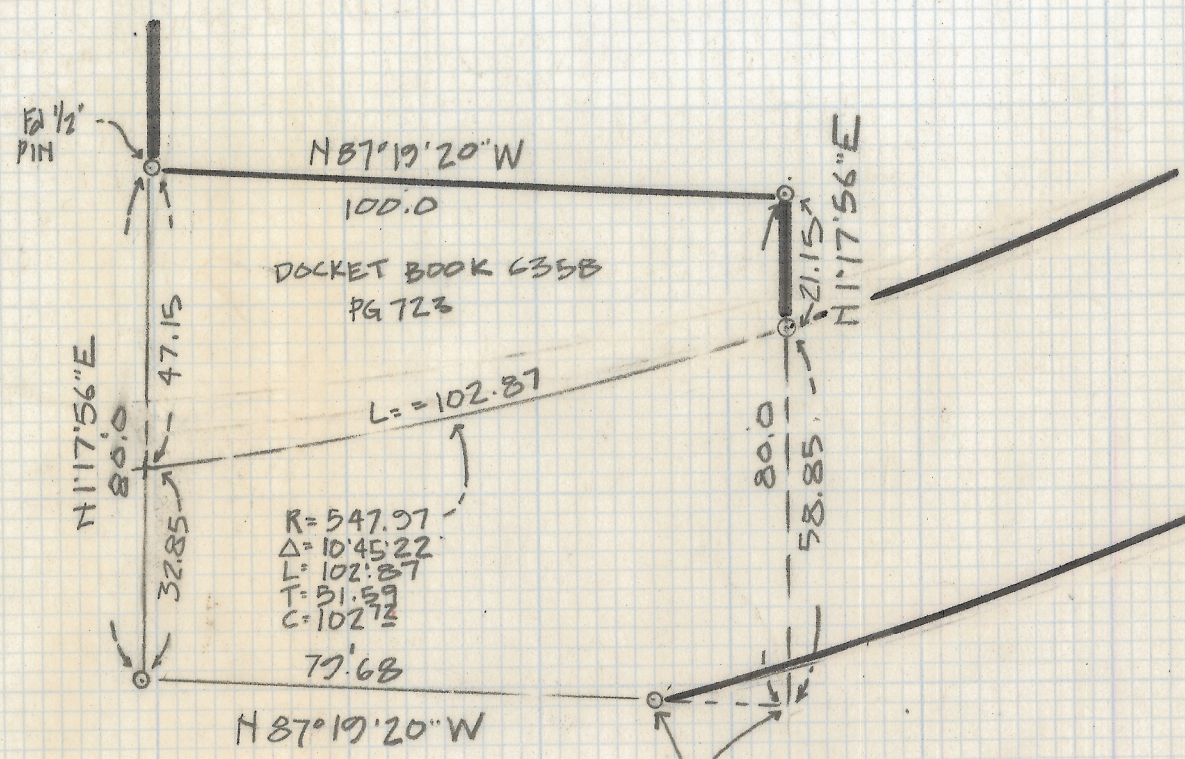 Fd 1/2"
PIN
N 87°19'20"W
100.0
DOCKET BOOK 6358
PG 723
N 1°17'56"E
21.15
47.15
N 1°17'56"E
80.0
L= =102.87
80.0
58.85
32.85
R= 547.97
Δ= 10°45'22
L= 102.87
T= 51.59
C= 102.73
N 87°19'20"W